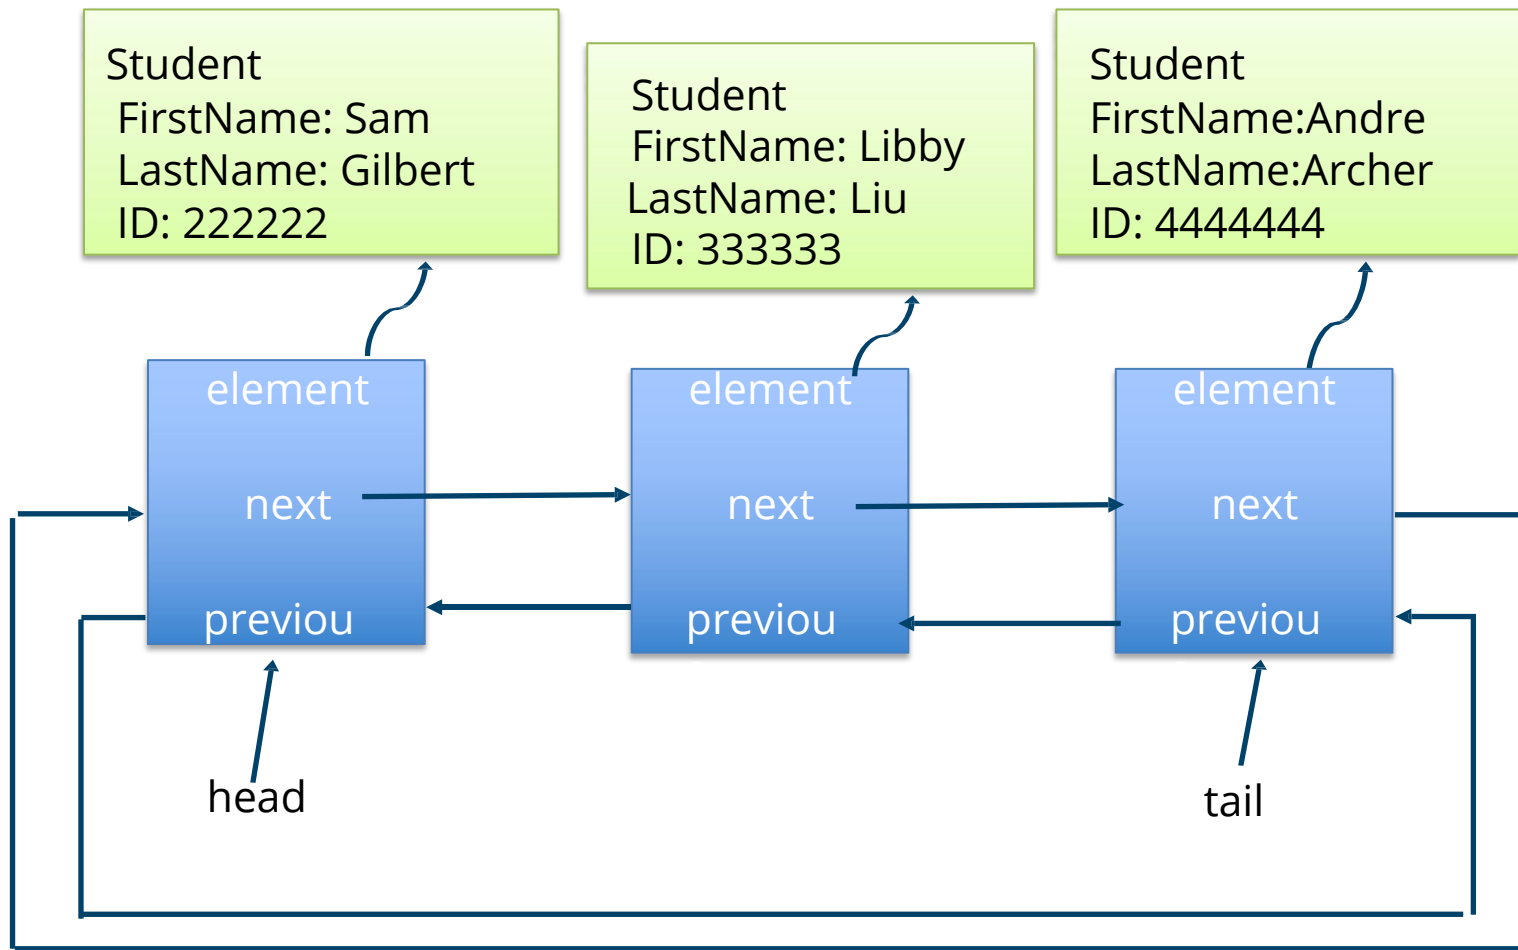 Student
FirstName: Sam
LastName: Gilbert
ID: 222222
Student
FirstName: Libby
LastName: Liu
ID: 333333
Student
FirstName:Andre
LastName:Archer
ID: 4444444
element
next
previou
element
next
previou
element
next
previou
head
tail